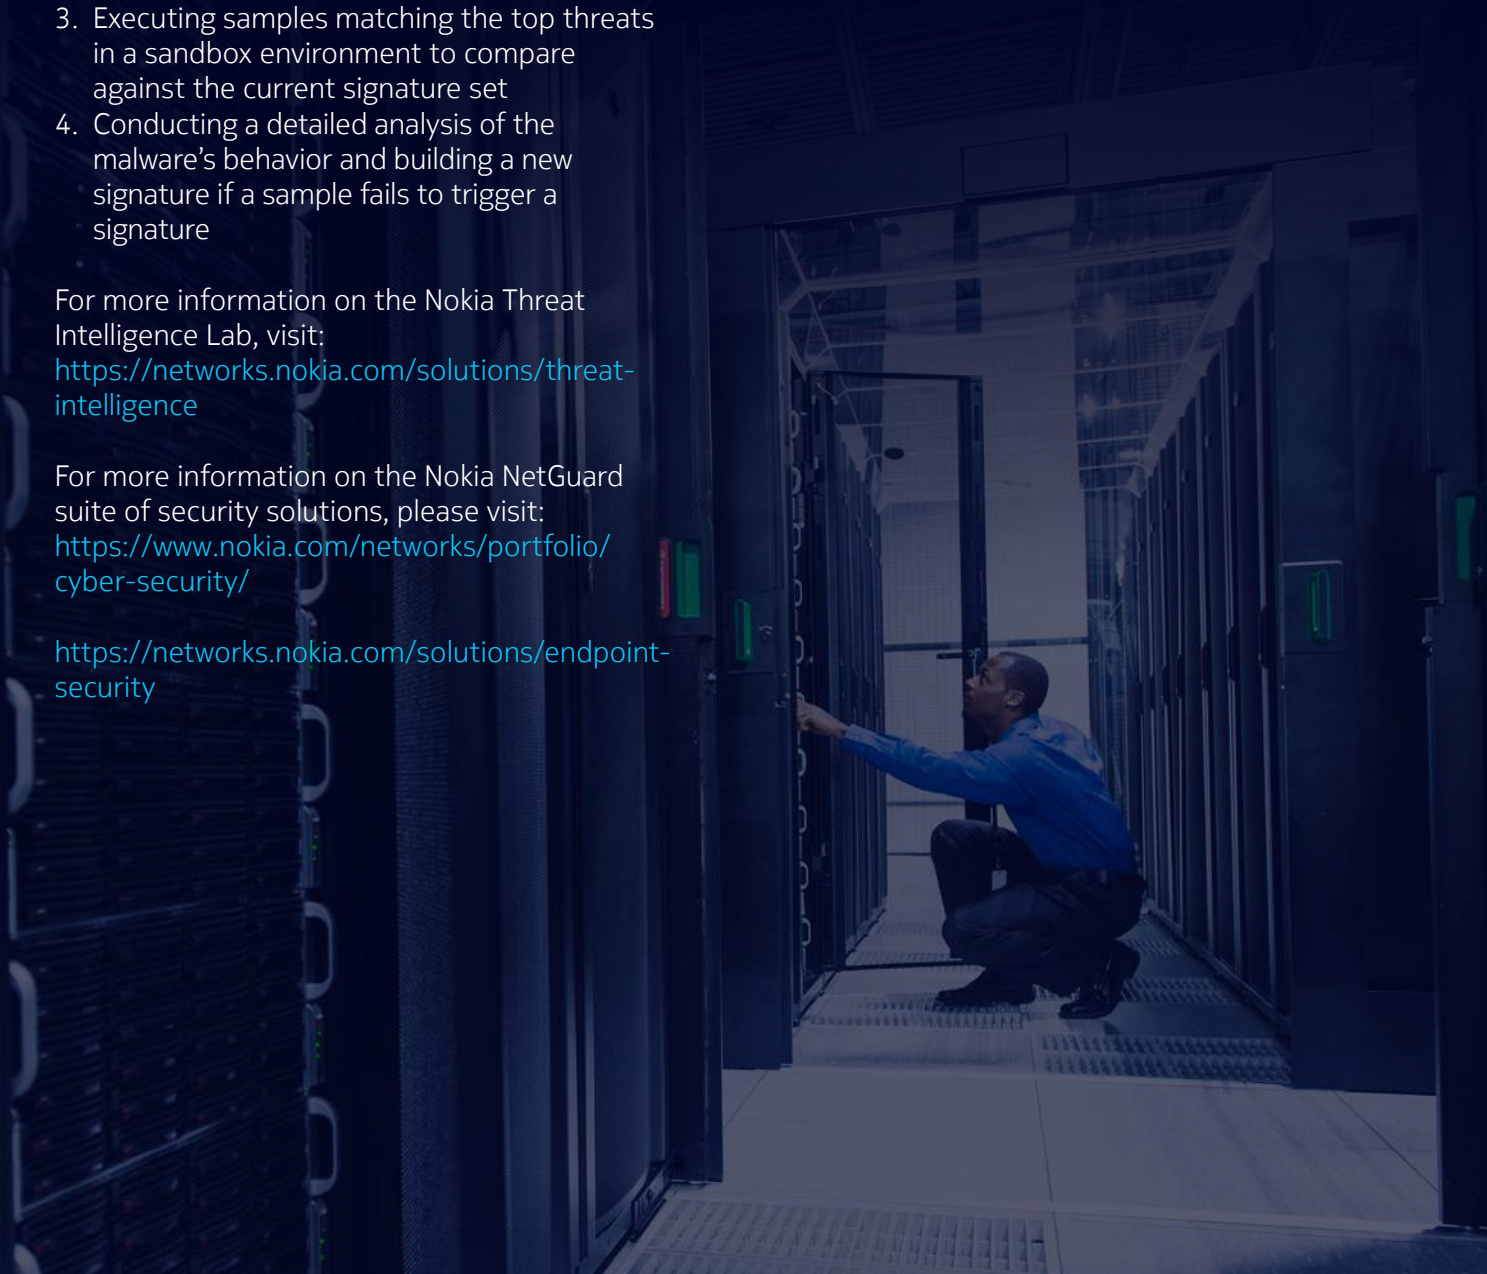 3. Executing samples matching the top threats
in a sandbox environment to compare
against the current signature set
4. Conducting a detailed analysis of the
malware’s behavior and building a new
signature if a sample fails to trigger a
signature
For more information on the Nokia Threat
Intelligence Lab, visit:
https://networks.nokia.com/solutions/threat-
intelligence
For more information on the Nokia NetGuard
suite of security solutions, please visit:
https://www.nokia.com/networks/portfolio/
cyber-security/
https://networks.nokia.com/solutions/endpoint-
security